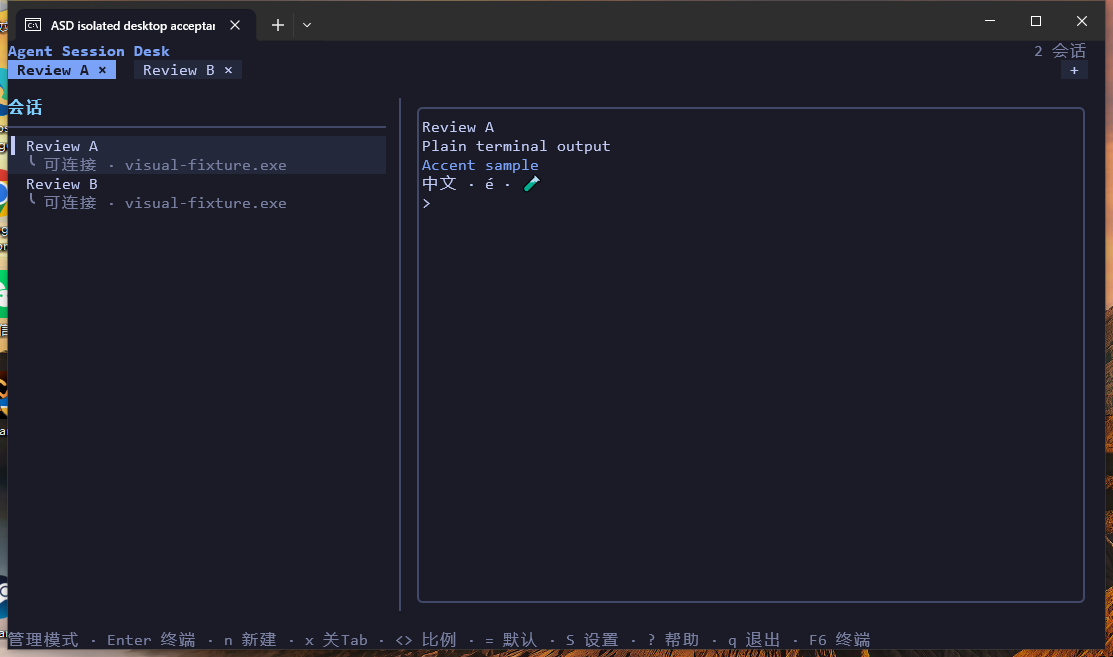 ASD isolated desktop acceptar
Agent Session Desk 2 会话
Review A × Review B × +
会话
Review A
可连接 · visual-fixture.exe
Review B
可连接 · visual-fixture.exe
Review A
Plain terminal output
Accent sample
中文 · é · 🧪
>
管理模式 · Enter 终端 · n 新建 · x 关Tab · <> 比例 · = 默认 · S 设置 · ? 帮助 · q 退出 · F6 终端